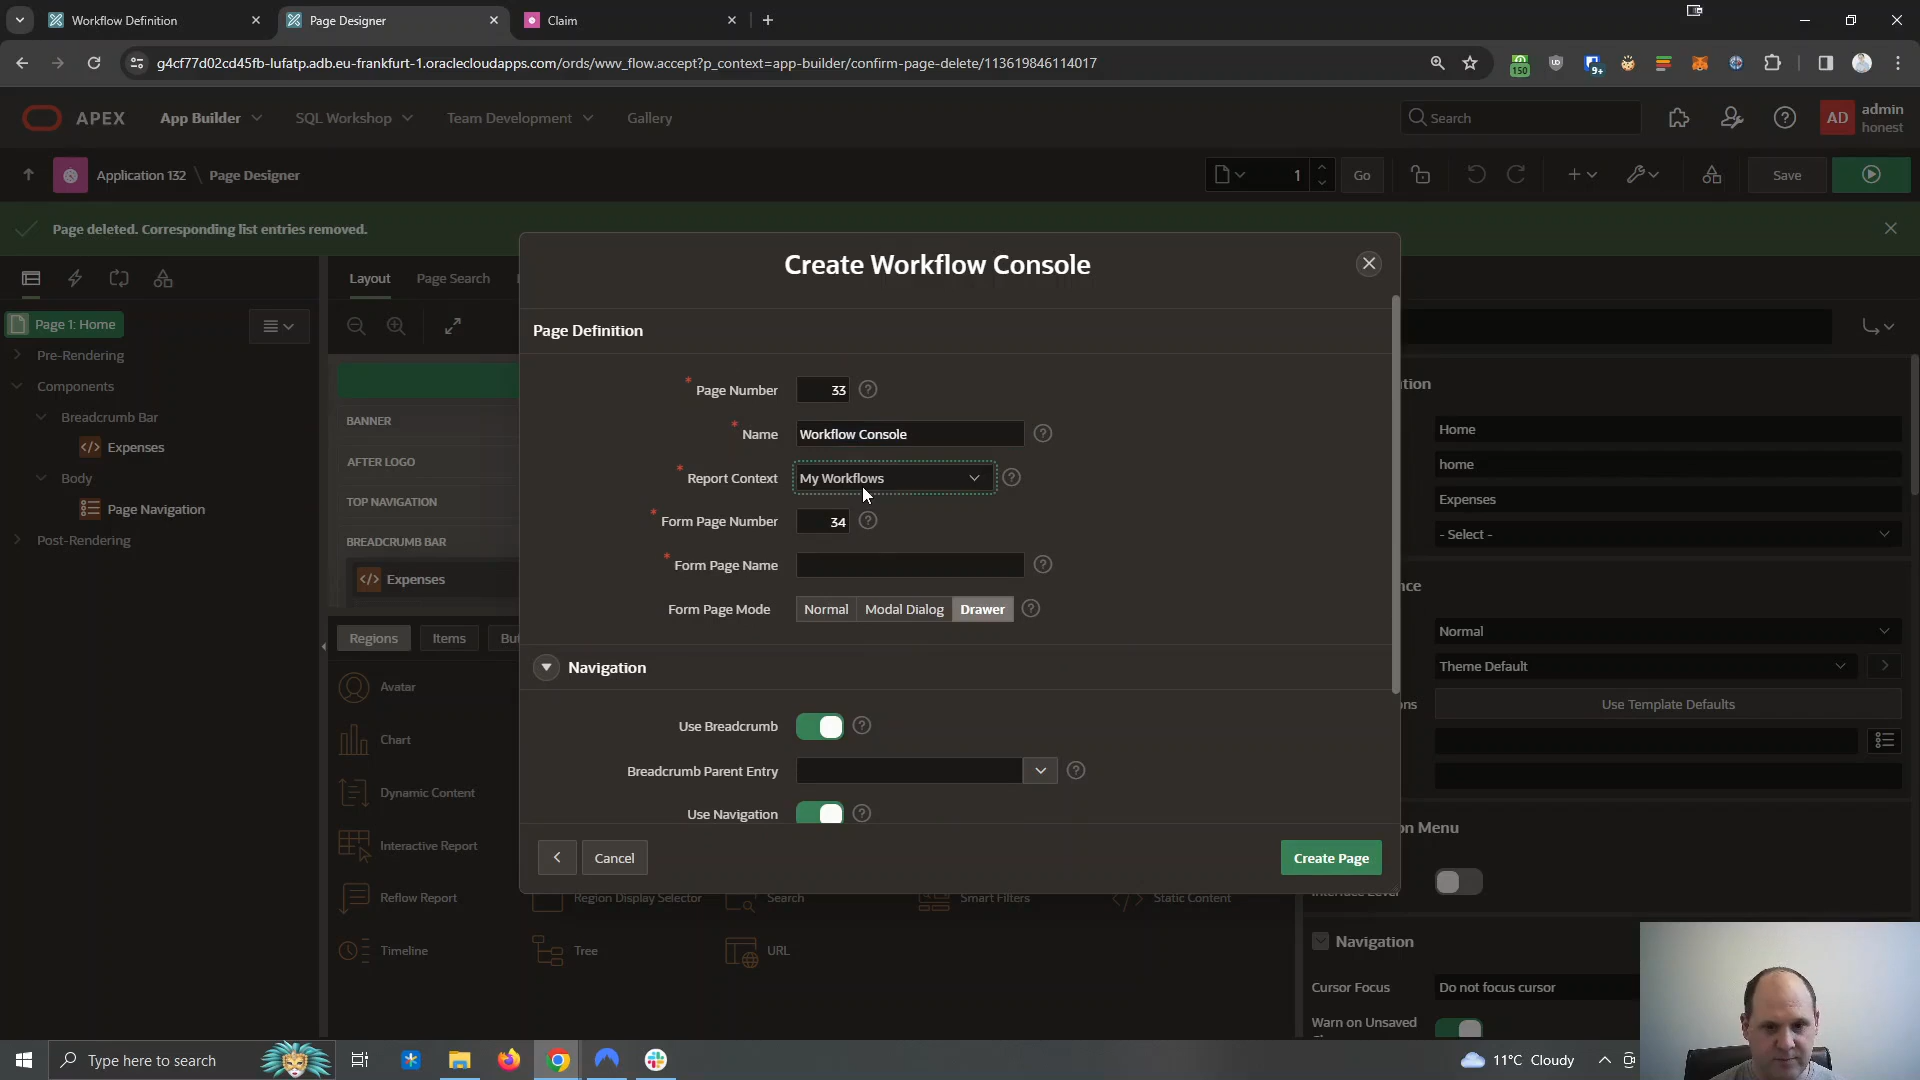 Workflow Definition
Page Designer
Claim
g4cf77d02cd45fb-lufatp.adb.eu-frankfurt-1.oraclecloudapps.com/ords/wwv_flow.accept?p_context=app-builder/confirm-page-delete/113619846114017
150
9+
APEX
App Builder
SQL Workshop
Team Development
Gallery
Search
AD
admin
honest
Application 132 \ Page Designer
1
Go
Save
Page deleted. Corresponding list entries removed.
Layout
Page Search
Page 1: Home
Pre-Rendering
Components
Breadcrumb Bar
Expenses
Body
Page Navigation
Post-Rendering
BANNER
AFTER LOGO
TOP NAVIGATION
BREADCRUMB BAR
Expenses
Regions
Items
Bu
Avatar
Chart
Dynamic Content
Interactive Report
Reflow Report
Region Display Selector
Search
Smart Filters
Static Content
Timeline
Tree
URL
Create Workflow Console
Page Definition
* Page Number
33
* Name
Workflow Console
* Report Context
My Workflows
* Form Page Number
34
* Form Page Name
Form Page Mode
Normal
Modal Dialog
Drawer
Navigation
Use Breadcrumb
Breadcrumb Parent Entry
Use Navigation
Cancel
Create Page
Home
home
Expenses
- Select -
Normal
Theme Default
Use Template Defaults
Navigation
Cursor Focus
Do not focus cursor
Warn on Unsaved
Type here to search
11°C Cloudy